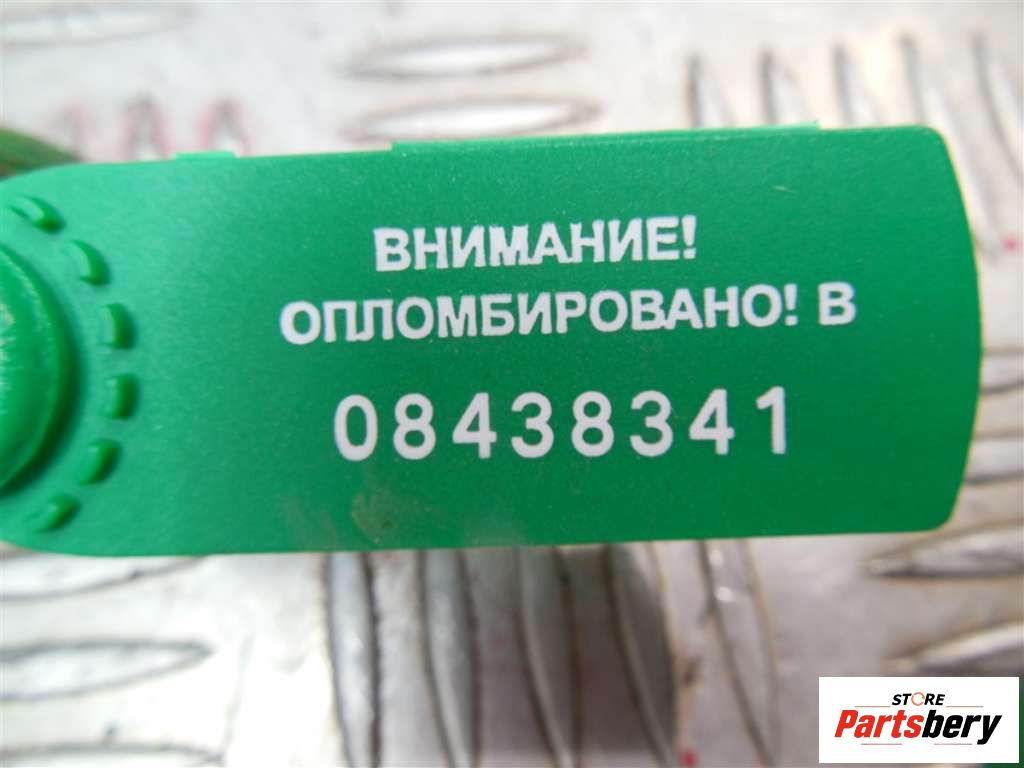 ВНИМАНИЕ!
ОПЛОМБИРОВАНО! В
08438341
STORE
Partsbery